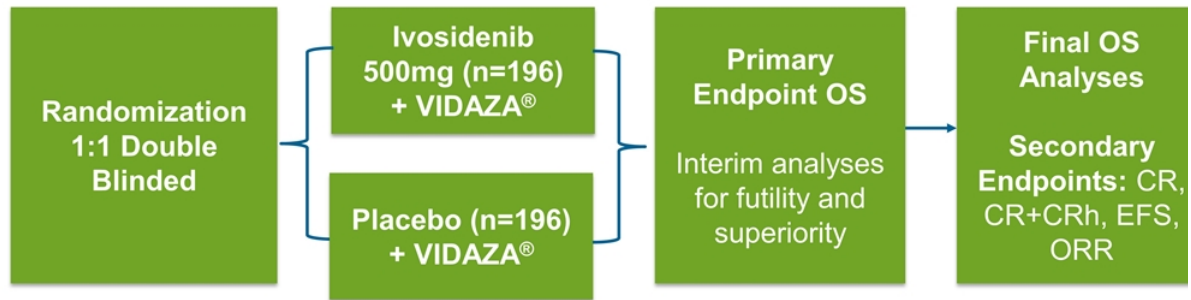 Randomization
1:1 Double
Blinded
Ivosidenib
500mg (n=196)
+ VIDAZA®
Placebo (n=196)
+ VIDAZA®
Primary
Endpoint OS
Interim analyses
for futility and
superiority
Final OS
Analyses
Secondary
Endpoints: CR,
CR+CRh, EFS,
ORR